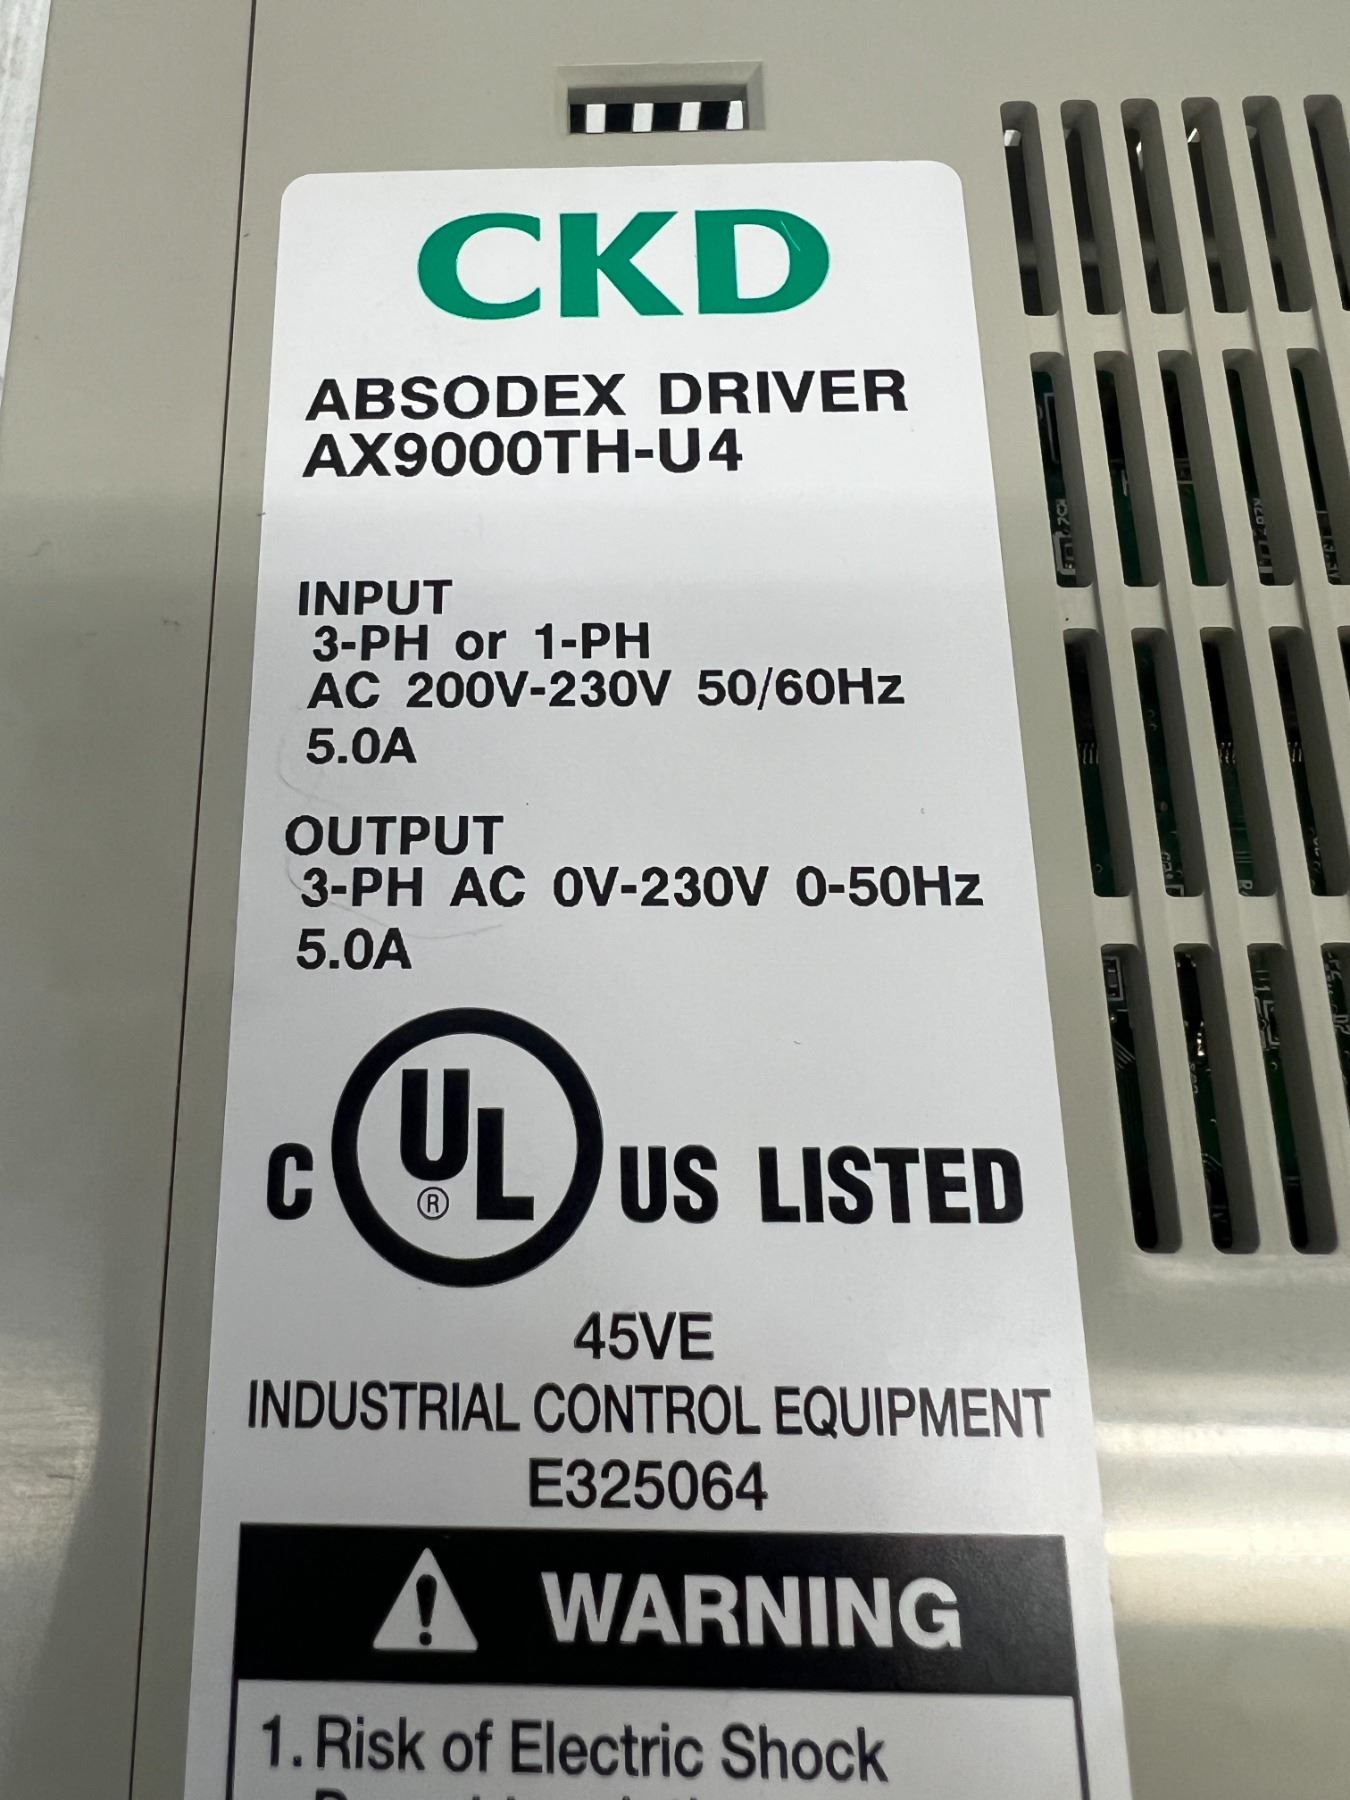 CKD
ABSODEX DRIVER
AX9000TH-U4
INPUT
3-PH or 1-PH
AC 200V-230V 50/60Hz
5.0A
OUTPUT
3-PH AC 0V-230V 0-50Hz
5.0A
C UL ® US LISTED
45VE
INDUSTRIAL CONTROL EQUIPMENT
E325064
WARNING
1. Risk of Electric Shock